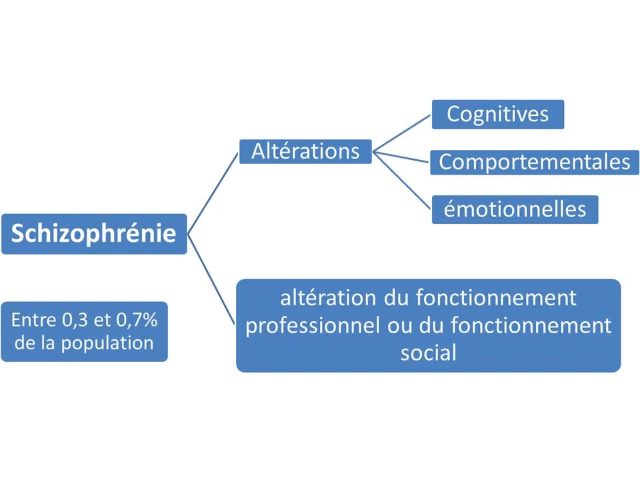 Cognitives
Altérations
Comportementales
émotionnelles
Schizophrénie
altération du fonctionnement
professionnel ou du fonctionnement
social
Entre 0,3 et 0,7%
de la population